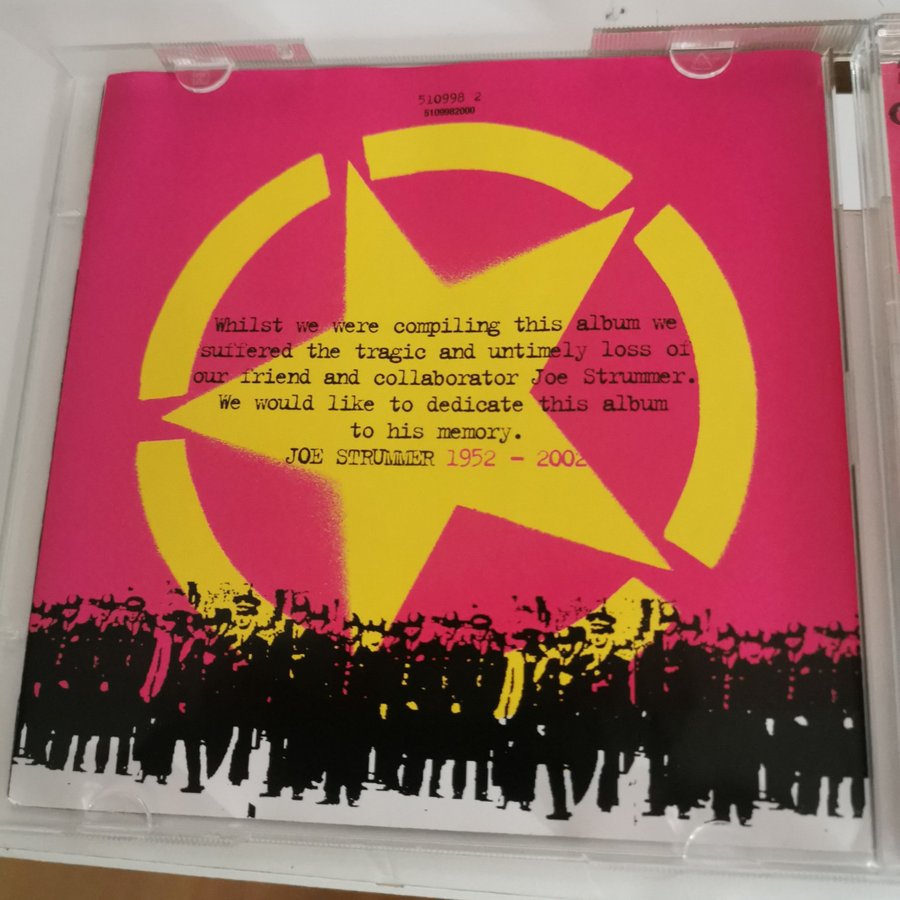 510998 2
5109982000
Whilst we were compiling this album we
suffered the tragic and untimely loss of
our friend and collaborator Joe Strummer.
We would like to dedicate this album
to his memory.
JOE STRUMMER 1952 - 2002